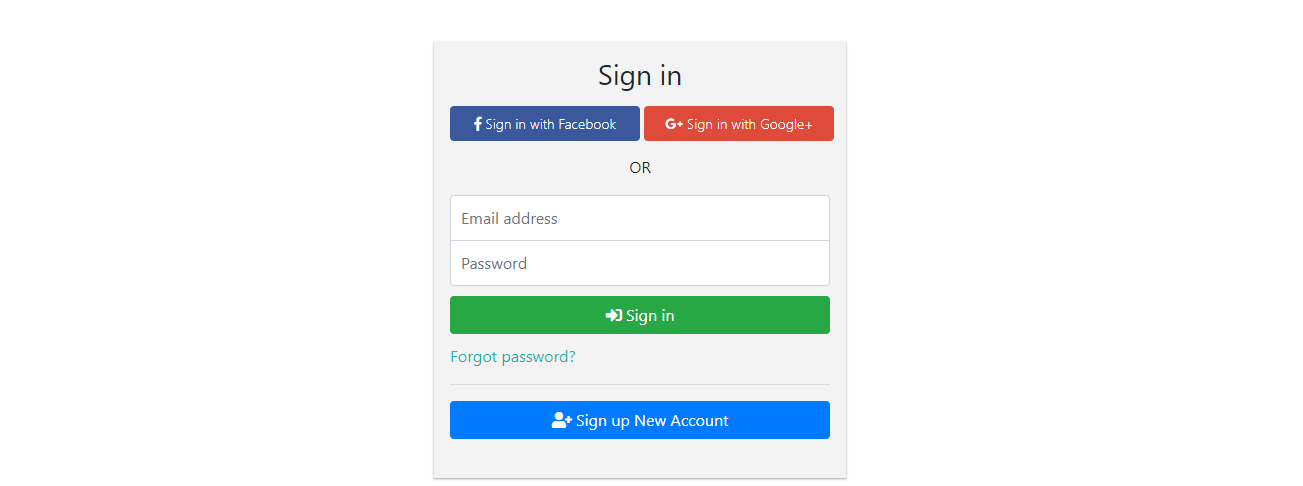 Sign in
Sign in with Facebook Sign in with Google+
OR
Email address
Password
Sign in
Forgot password?
Sign up New Account